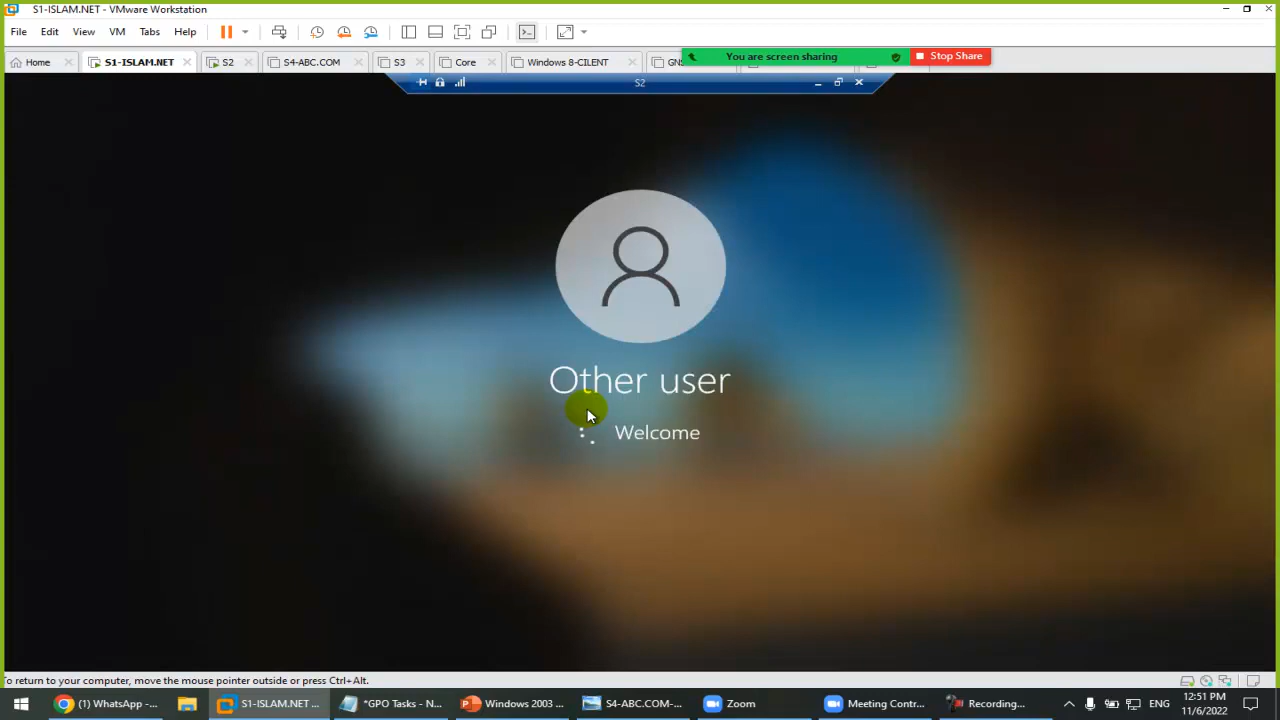 S1-ISLAM.NET - VMware Workstation
File Edit View VM Tabs Help
Home S1-ISLAM.NET S2 -ABC.COM S3 Core Windows 8-CILENT
You are screen sharing Stop Share
S2
Other user
Welcome
To return to your computer, move the mouse pointer outside or press Ctrl+Alt.
(1) WhatsApp -... S1-ISLAM.NET ... *GPO Tasks - N... Windows 2003 ... S4-ABC.COM-... Zoom Meeting Contr... Recording... ENG
12:51 PM
11/6/2022